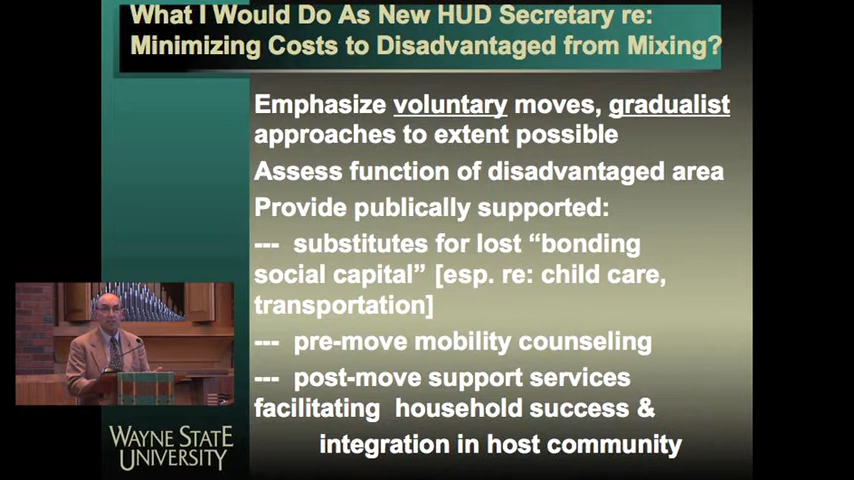 What I Would Do As New HUD Secretary re:
Minimizing Costs to Disadvantaged from Mixing?
Emphasize voluntary moves, gradualist
approaches to extent possible
Assess function of disadvantaged area
Provide publically supported:
--- substitutes for lost “bonding
social capital” [esp. re: child care,
transportation]
--- pre-move mobility counseling
--- post-move support services
facilitating household success &
integration in host community
WAYNE STATE
UNIVERSITY